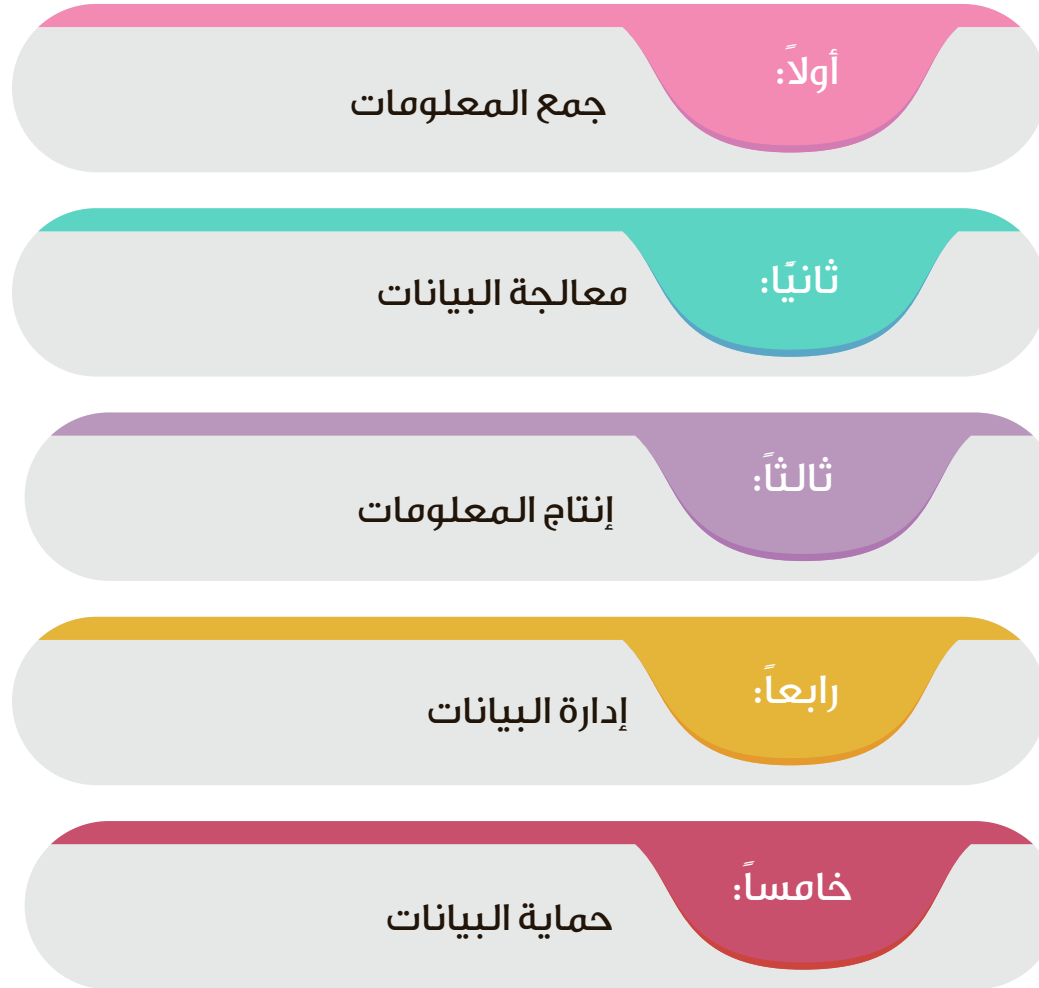 أولاً:
جمع المعلومات
ثانيًا:
معالجة البيانات
ثالثاً:
إنتاج المعلومات
رابعاً:
إدارة البيانات
خامساً:
حماية البيانات